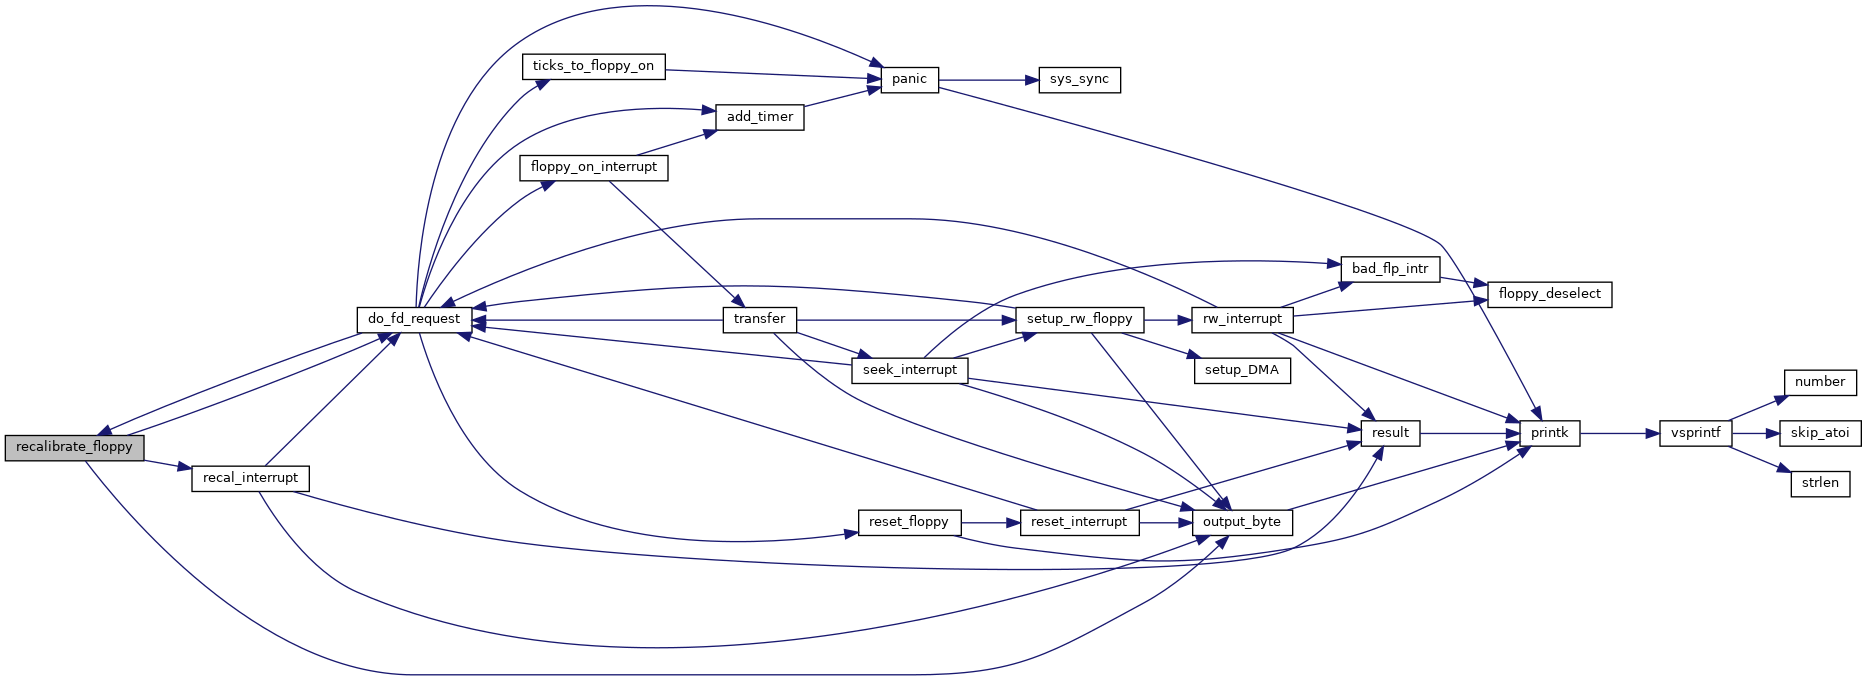 ticks_to_floppy_on
panic
sys_sync
add_timer
floppy_on_interrupt
bad_flp_intr
floppy_deselect
do_fd_request
transfer
setup_rw_floppy
rw_interrupt
seek_interrupt
setup_DMA
number
recalibrate_floppy
result
printk
vsprintf
skip_atoi
recal_interrupt
strlen
reset_floppy
reset_interrupt
output_byte